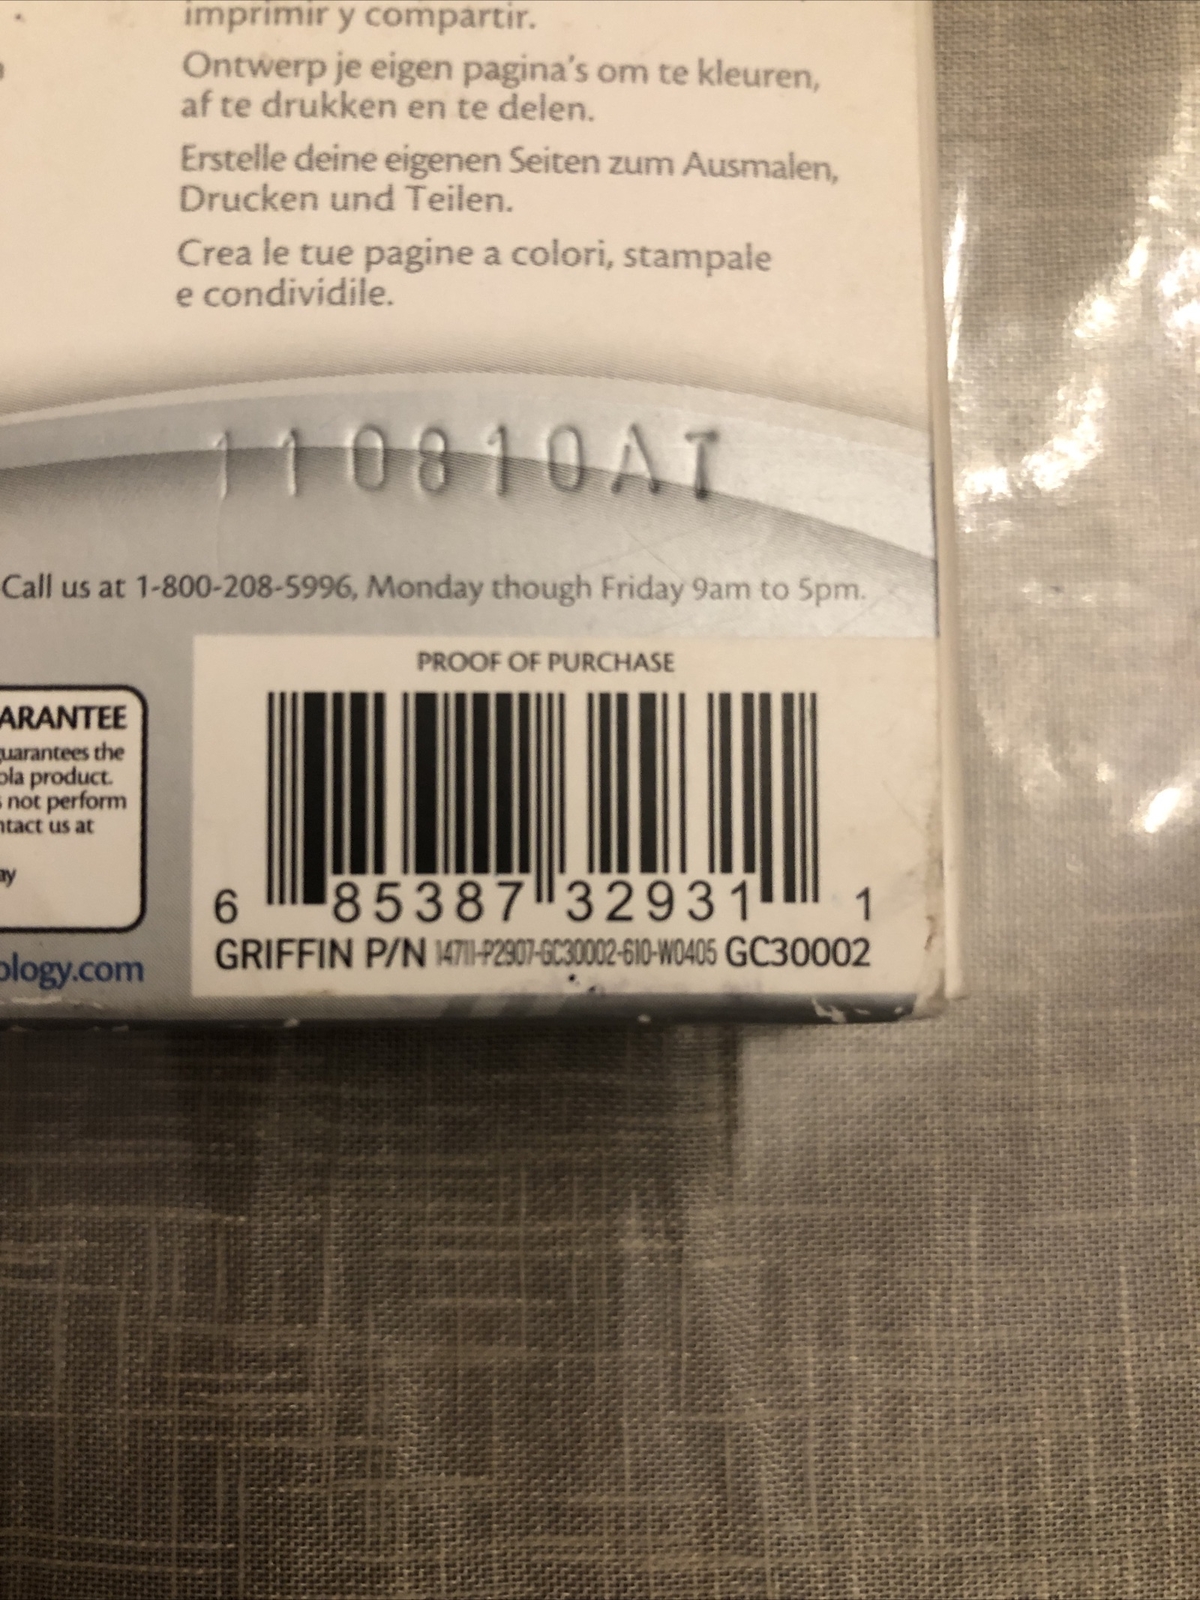 imprimir y compartir.
Ontwerp je eigen pagina's om te kleuren,
af te drukken en te delen.
Erstelle deine eigenen Seiten zum Ausmalen,
Drucken und Teilen.
Crea le tue pagine a colori, stampale
e condividile.
110810AT
Call us at 1-800-208-5996, Monday though Friday 9am to 5pm.
ARANTEE
uarantees the
ola product.
not perform
ntact us at
ay
ology.com
PROOF OF PURCHASE
6 85387 32931 1
GRIFFIN P/N 14711-P2907-GC30002-610-W0405 GC30002